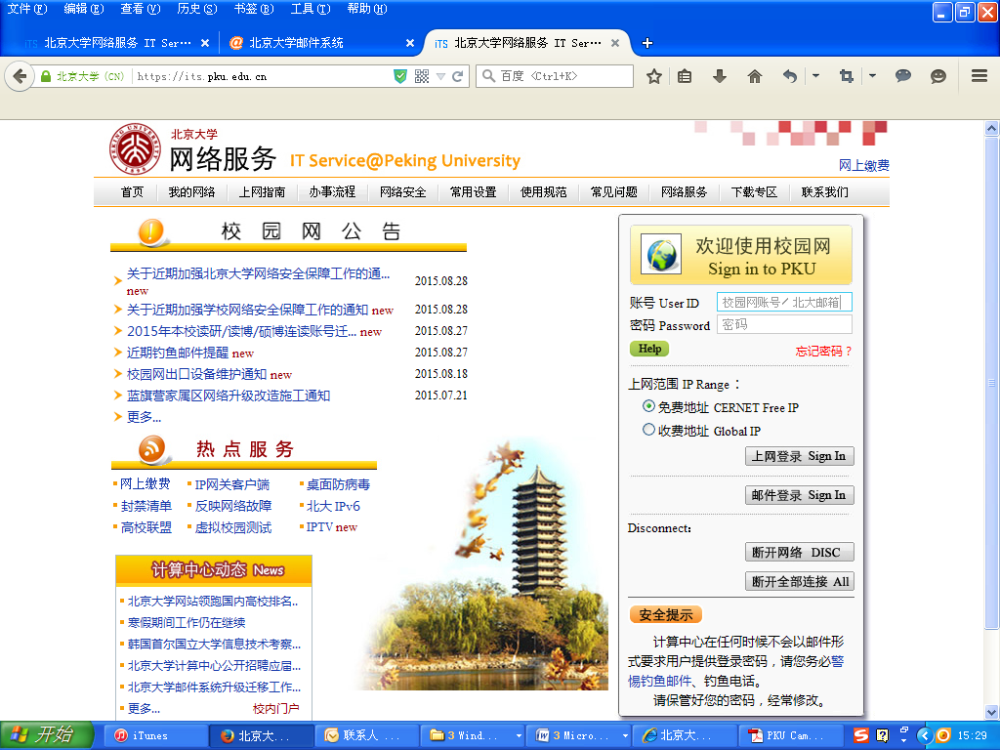 文件(F) 编辑(E) 查看(V) 历史(S) 书签(B) 工具(T) 帮助(H)
iTS 北京大学网络服务 IT Ser… × @ 北京大学邮件系统 × iTS 北京大学网络服务 IT Ser… × +
北京大学 (CN) https://its.pku.edu.cn 百度 <Ctrl+K>
北京大学
网络服务 IT Service@Peking University
网上缴费
首页 我的网络 上网指南 办事流程 网络安全 常用设置 使用规范 常见问题 网络服务 下载专区 联系我们
校园网公告
关于近期加强北京大学网络安全保障工作的通... 2015.08.28
new
关于近期加强学校网络安全保障工作的通知 new 2015.08.28
2015年本校读研/读博/硕博连读账号迁... new 2015.08.27
近期钓鱼邮件提醒 new 2015.08.27
校园网出口设备维护通知 new 2015.08.18
蓝旗营家属区网络升级改造施工通知 2015.07.21
更多...
热点服务
网上缴费 IP网关客户端 桌面防病毒
封禁清单 反映网络故障 北大 IPv6
高校联盟 虚拟校园测试 IPTV new
计算中心动态 News
北京大学网站领跑国内高校排名..
寒假期间工作仍在继续
韩国首尔国立大学信息技术考察...
北京大学计算中心公开招聘应届...
北京大学邮件系统升级迁移工作...
更多... 校内门户
欢迎使用校园网
Sign in to PKU
账号 User ID 校园网账号/北大邮箱
密码 Password 密码
Help 忘记密码？
上网范围 IP Range：
免费地址 CERNET Free IP
收费地址 Global IP
上网登录 Sign In
邮件登录 Sign In
Disconnect:
断开网络 DISC
断开全部连接 All
安全提示
计算中心在任何时候不会以邮件形
式要求用户提供登录密码，请您务必警
惕钓鱼邮件、钓鱼电话。
请保管好您的密码，经常修改。
开始 iTunes 北京大... 联系人 ... 3 Wind... 3 Micro... 北京大... PKU Cam... 15:29